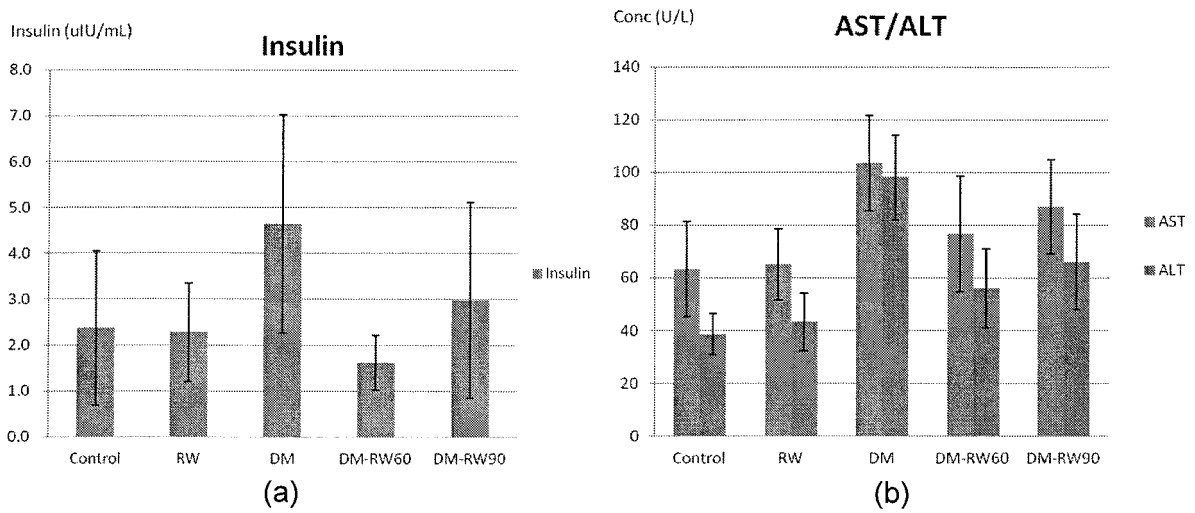 Insulin (uIU/mL)
Insulin
8.0
7.0
6.0
5.0
4.0
3.0
2.0
1.0
0.0
Control RW DM DM-RW60 DM-RW90
Insulin
(a)
Conc (U/L)
AST/ALT
140
120
100
80
60
40
20
0
Control RW DM DM-RW60 DM-RW90
AST
ALT
(b)